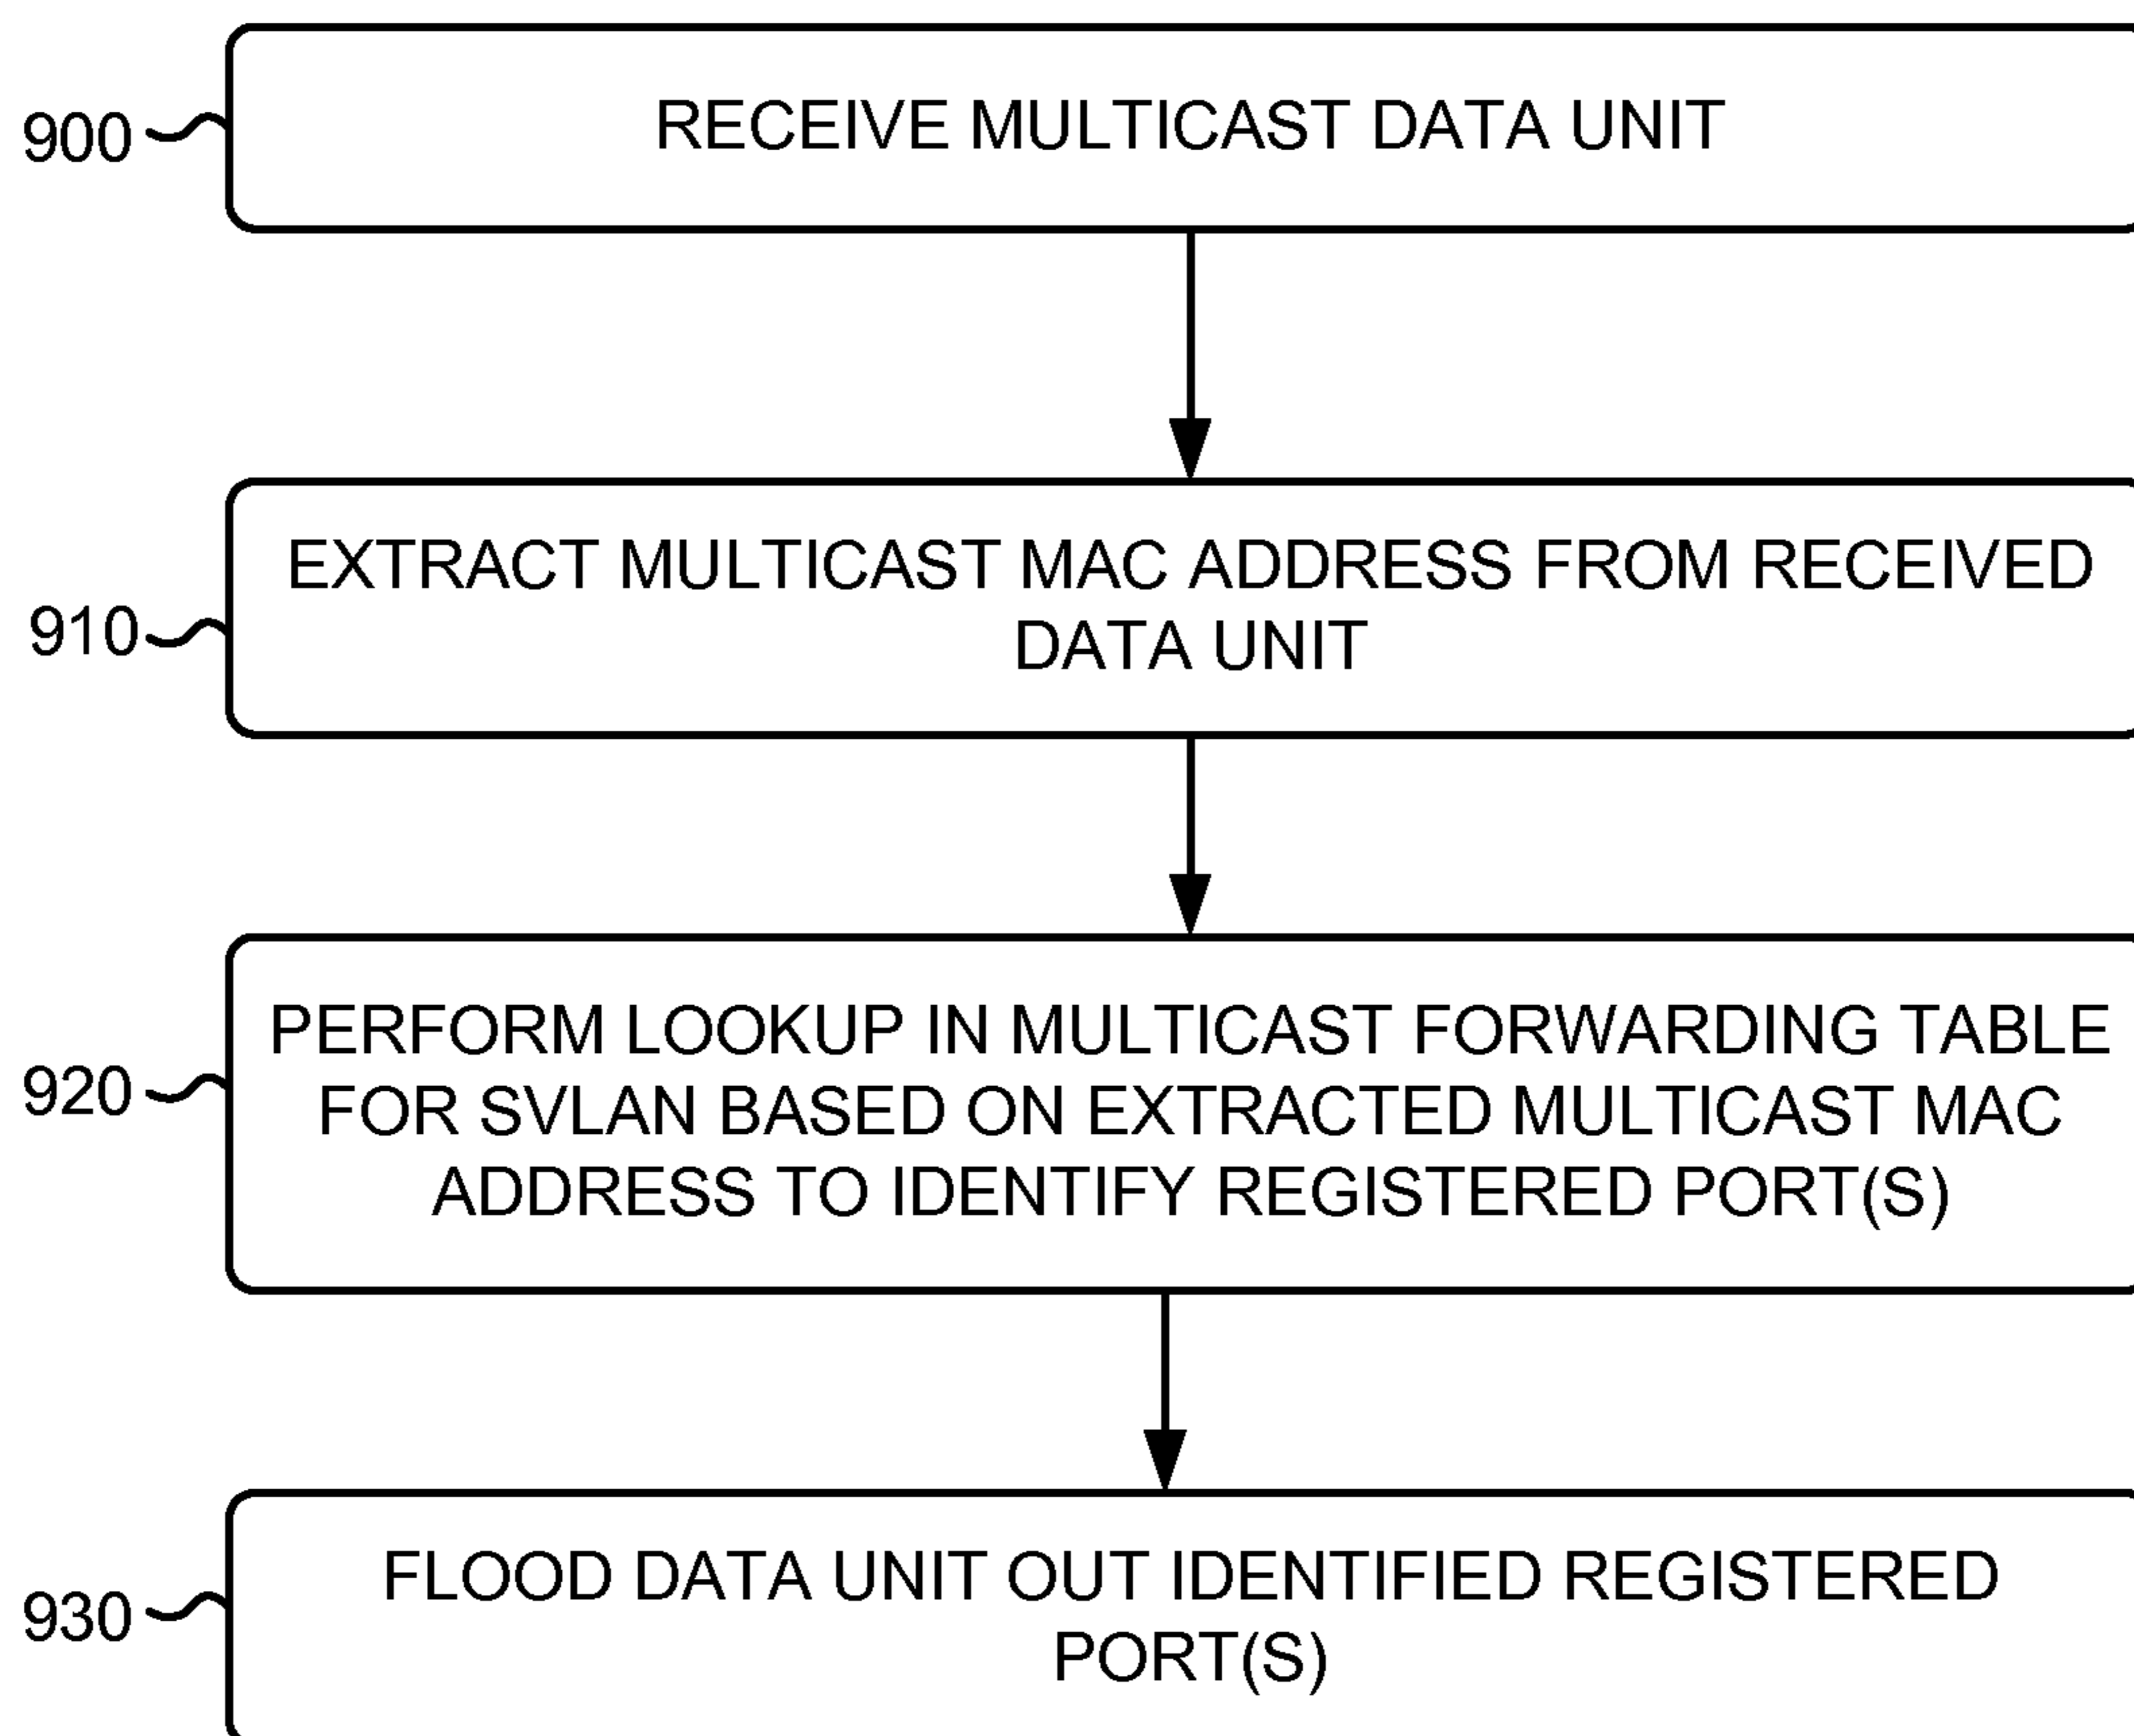 900
RECEIVE MULTICAST DATA UNIT
910
EXTRACT MULTICAST MAC ADDRESS FROM RECEIVED
DATA UNIT
920
PERFORM LOOKUP IN MULTICAST FORWARDING TABLE
FOR SVLAN BASED ON EXTRACTED MULTICAST MAC
ADDRESS TO IDENTIFY REGISTERED PORT(S)
930
FLOOD DATA UNIT OUT IDENTIFIED REGISTERED
PORT(S)